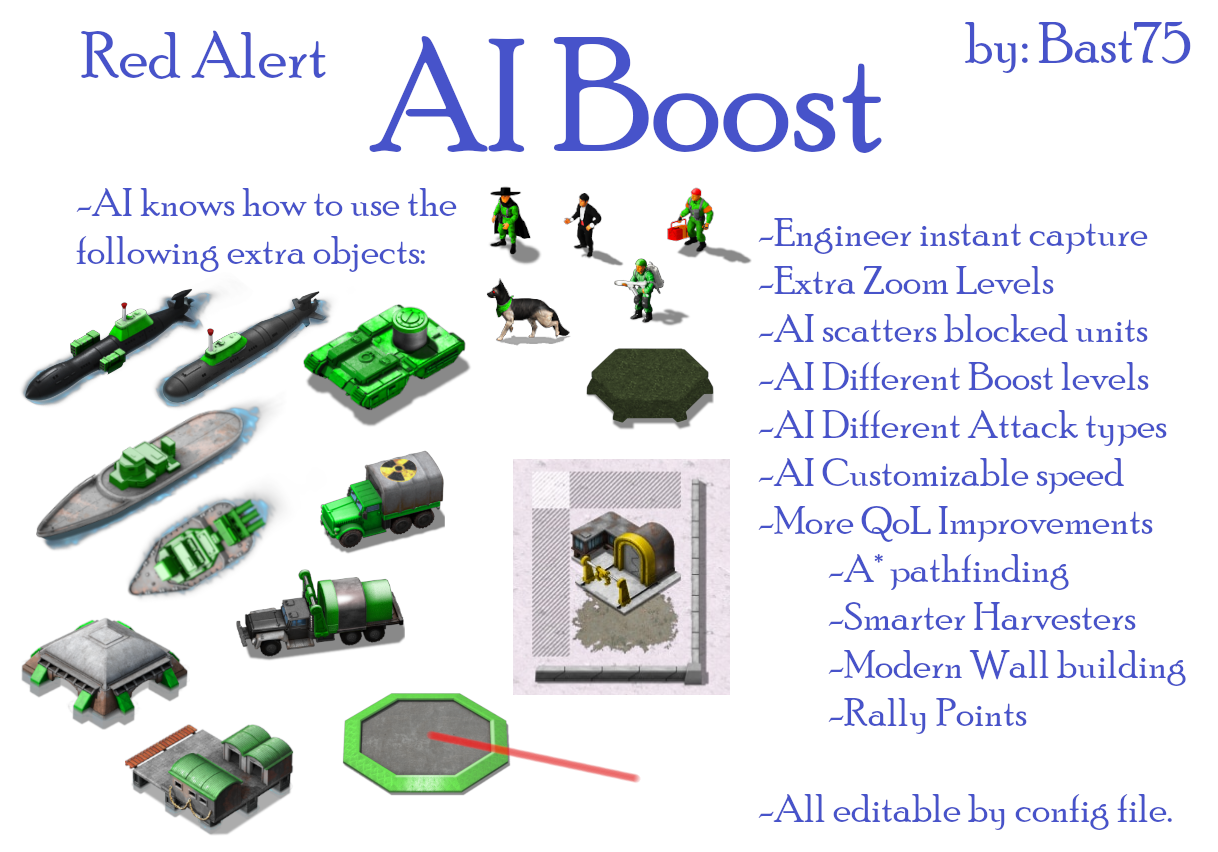 Red Alert
AI Boost
by: Bast75
-AI knows how to use the
following extra objects:
-Engineer instant capture
-Extra Zoom Levels
-AI scatters blocked units
-AI Different Boost levels
-AI Different Attack types
-AI Customizable speed
-More QoL Improvements
-A* pathfinding
-Smarter Harvesters
-Modern Wall building
-Rally Points
-All editable by config file.